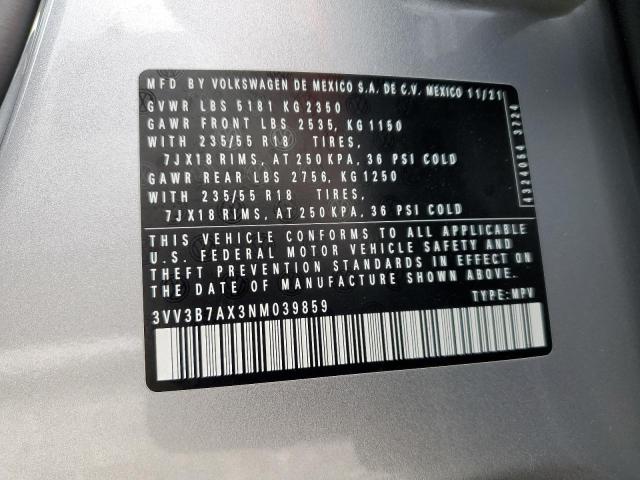 MFD BY VOLKSWAGEN DE MEXICO S.A. DE C.V. MEXICO 11/21
GVWR LBS 5181 KG 2350
GAWR FRONT LBS 2535, KG 1150
WITH 235/55 R18 TIRES,
7JX18 RIMS, AT 250 KPA, 36 PSI COLD
GAWR REAR LBS 2756, KG 1250
WITH 235/55 R18 TIRES,
7JX18 RIMS, AT 250 KPA, 36 PSI COLD
4324054 3724
THIS VEHICLE CONFORMS TO ALL APPLICABLE
U.S. FEDERAL MOTOR VEHICLE SAFETY AND
THEFT PREVENTION STANDARDS IN EFFECT ON
THE DATE OF MANUFACTURE SHOWN ABOVE.
3VV3B7AX3NM039859 TYPE:MPV